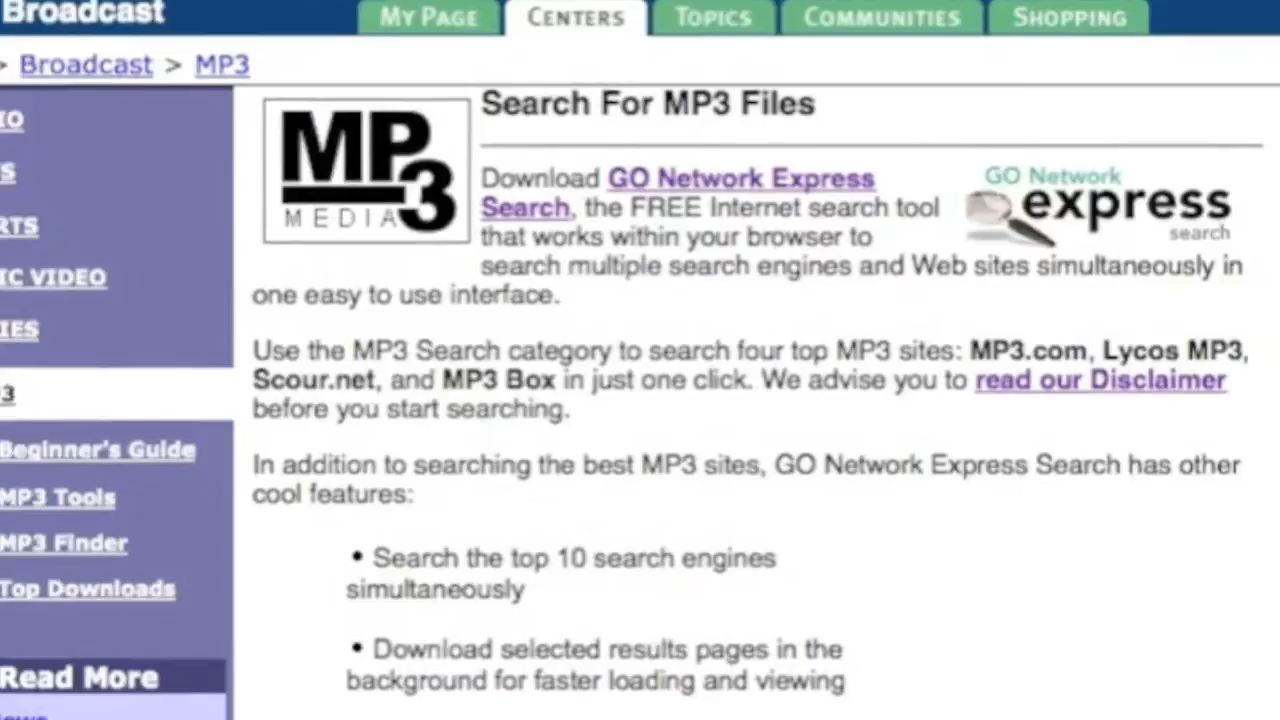 Broadcast
MY PAGE
CENTERS
TOPICS
COMMUNITIES
SHOPPING
> Broadcast > MP3
IO
S
RTS
IC VIDEO
IES
3
Beginner's Guide
MP3 Tools
MP3 Finder
Top Downloads
Read More
MP3
MEDIA
Search For MP3 Files
Download GO Network Express
Search, the FREE Internet search tool
that works within your browser to
search multiple search engines and Web sites simultaneously in
one easy to use interface.
GO Network
express
search
Use the MP3 Search category to search four top MP3 sites: MP3.com, Lycos MP3,
Scour.net, and MP3 Box in just one click. We advise you to read our Disclaimer
before you start searching.
In addition to searching the best MP3 sites, GO Network Express Search has other
cool features:
• Search the top 10 search engines
simultaneously
• Download selected results pages in the
background for faster loading and viewing